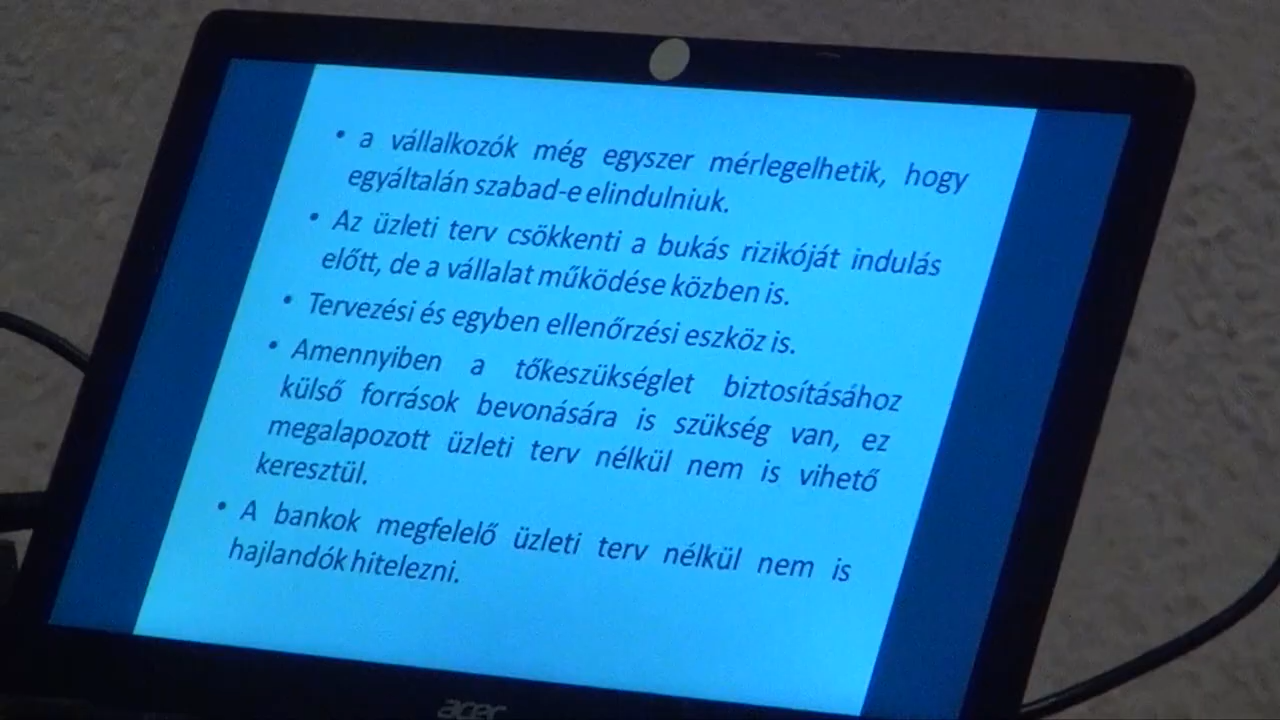 • a vállalkozók még egyszer mérlegelhetik, hogy
egyáltalán szabad-e elindulniuk.
• Az üzleti terv csökkenti a bukás rizikóját indulás
előtt, de a vállalat működése közben is.
• Tervezési és egyben ellenőrzési eszköz is.
• Amennyiben a tőkeszükséglet biztosításához
külső források bevonására is szükség van, ez
megalapozott üzleti terv nélkül nem is vihető
keresztül.
• A bankok megfelelő üzleti terv nélkül nem is
hajlandók hitelezni.
acer